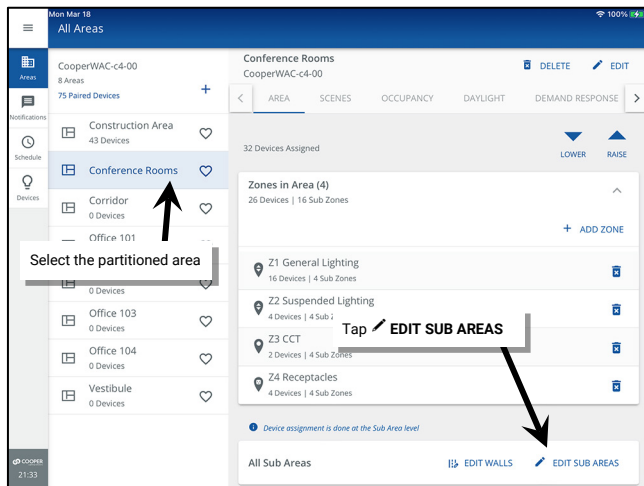 Mon Mar 18
100%
All Areas
Areas
Notifications
Schedule
Devices
COOPER
21:33
CooperWAC-c4-00
8 Areas
75 Paired Devices
+
Construction Area
43 Devices
Conference Rooms
Corridor
0 Devices
Office 101
Select the partitioned area
0 Devices
Office 103
0 Devices
Office 104
0 Devices
Vestibule
0 Devices
Conference Rooms
CooperWAC-c4-00
DELETE
EDIT
< AREA SCENES OCCUPANCY DAYLIGHT DEMAND RESPONSE >
32 Devices Assigned
LOWER RAISE
Zones in Area (4)
26 Devices | 16 Sub Zones
+ ADD ZONE
Z1 General Lighting
16 Devices | 4 Sub Zones
Z2 Suspended Lighting
4 Devices | 4 Sub
Tap EDIT SUB AREAS
Z3 CCT
2 Devices | 4 Sub Zones
Z4 Receptacles
4 Devices | 4 Sub Zones
Device assignment is done at the Sub Area level
All Sub Areas
EDIT WALLS
EDIT SUB AREAS